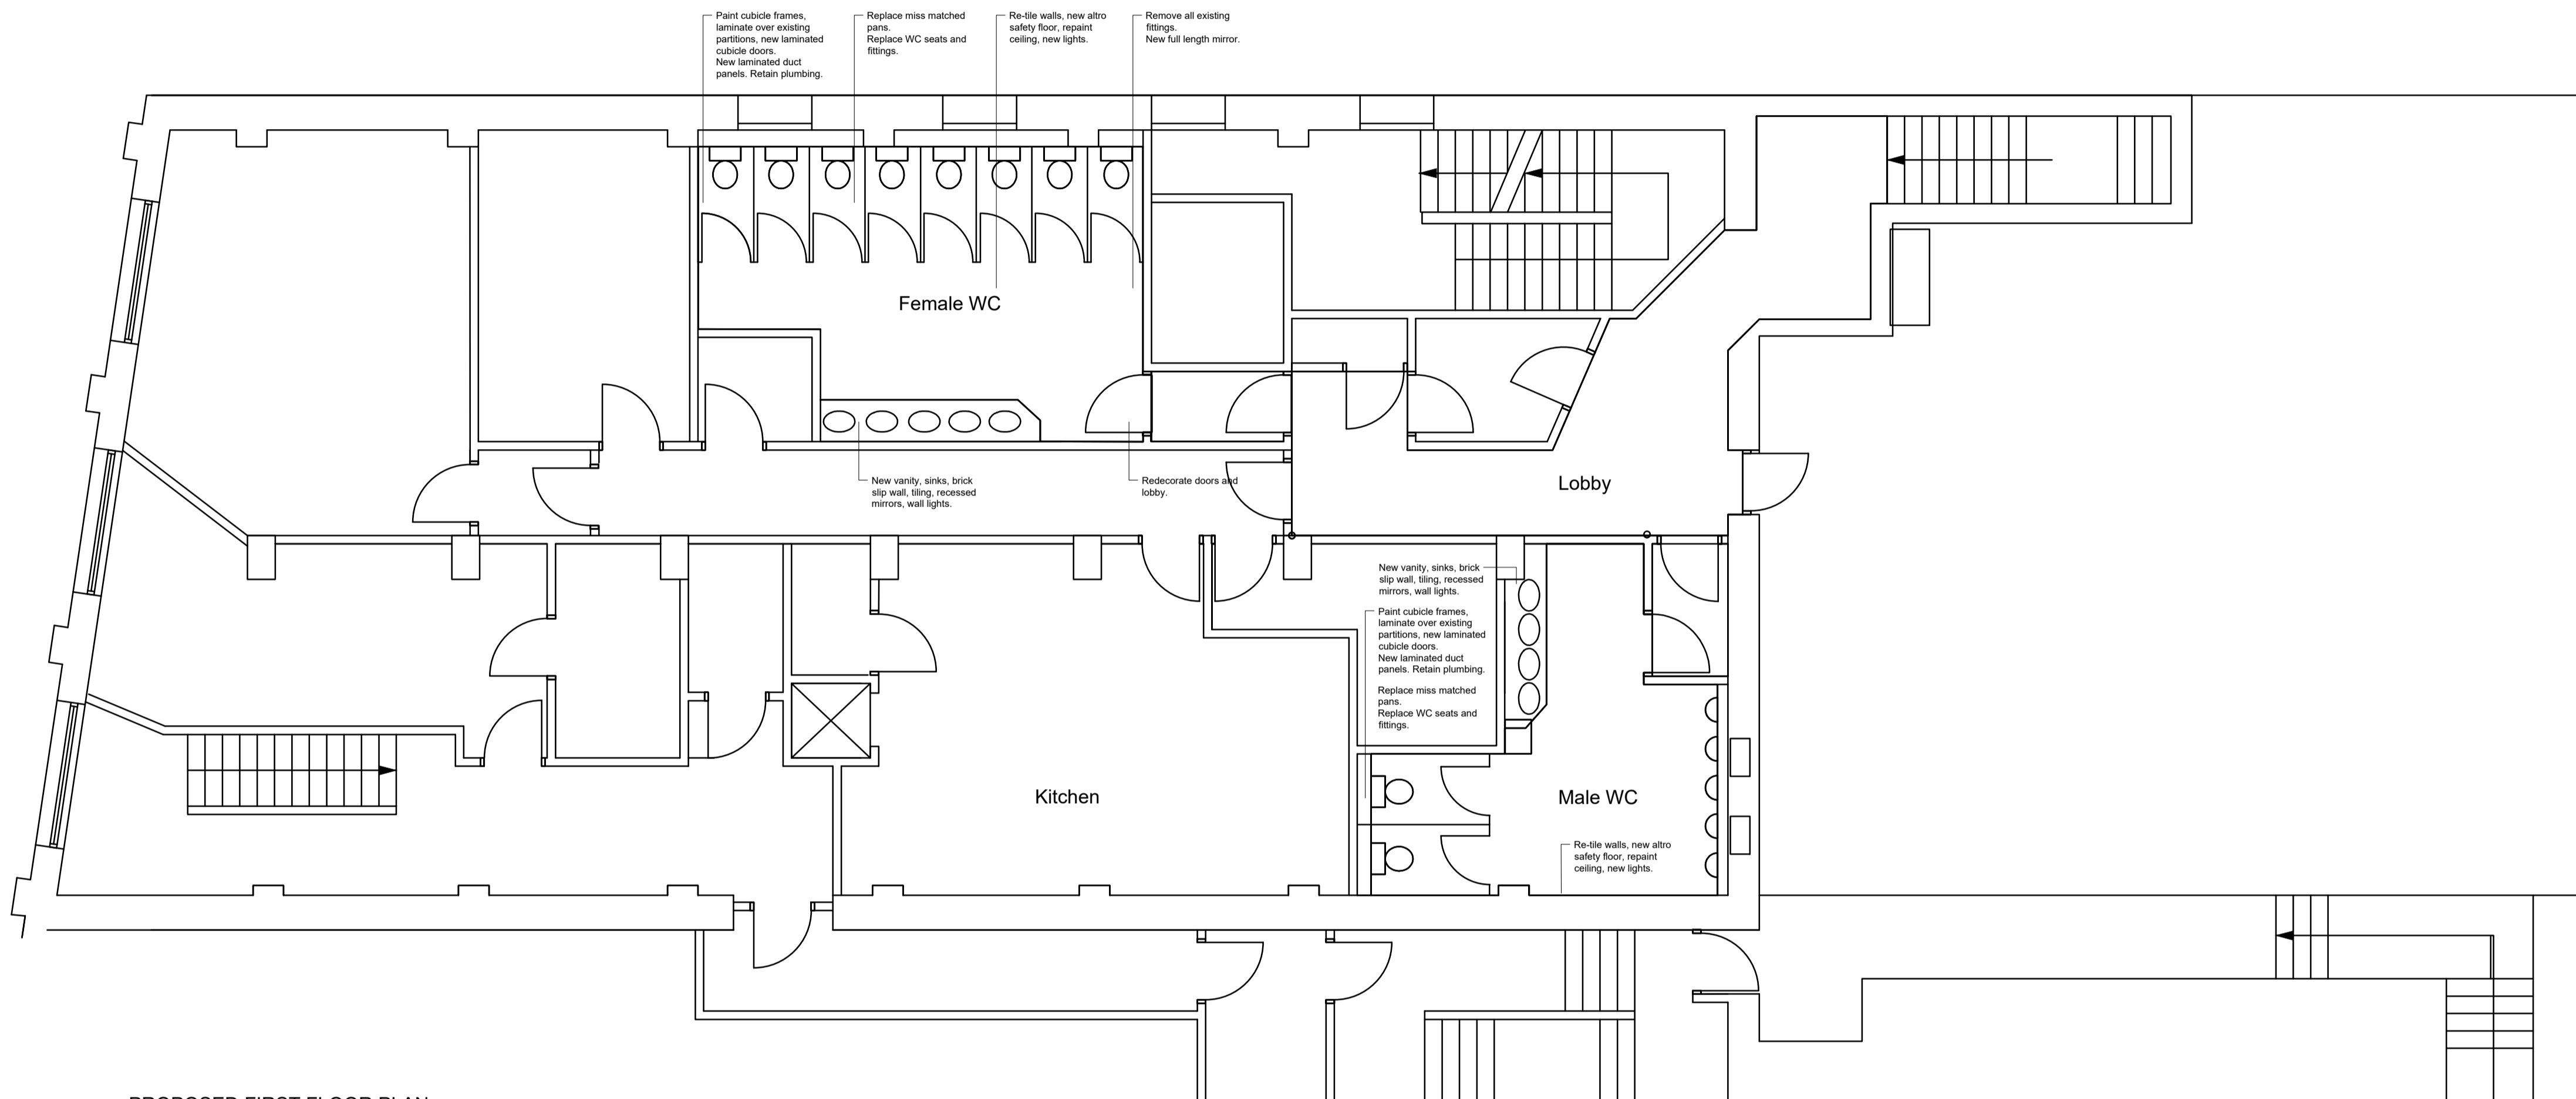 Paint cubicle frames,
laminate over existing
partitions, new laminated
cubicle doors.
New laminated duct
panels. Retain plumbing.
Replace miss matched
pans.
Replace WC seats and
fittings.
Re-tile walls, new altro
safety floor, repaint
ceiling, new lights.
Remove all existing
fittings.
New full length mirror.
Female WC
New vanity, sinks, brick
slip wall, tiling, recessed
mirrors, wall lights.
Redecorate doors and
lobby.
Lobby
New vanity, sinks, brick
slip wall, tiling, recessed
mirrors, wall lights.
Paint cubicle frames,
laminate over existing
partitions, new laminated
cubicle doors.
New laminated duct
panels. Retain plumbing.
Replace miss matched
pans.
Replace WC seats and
fittings.
Kitchen
Male WC
Re-tile walls, new altro
safety floor, repaint
ceiling, new lights.
PROPOSED FIRST FLOOR PLAN